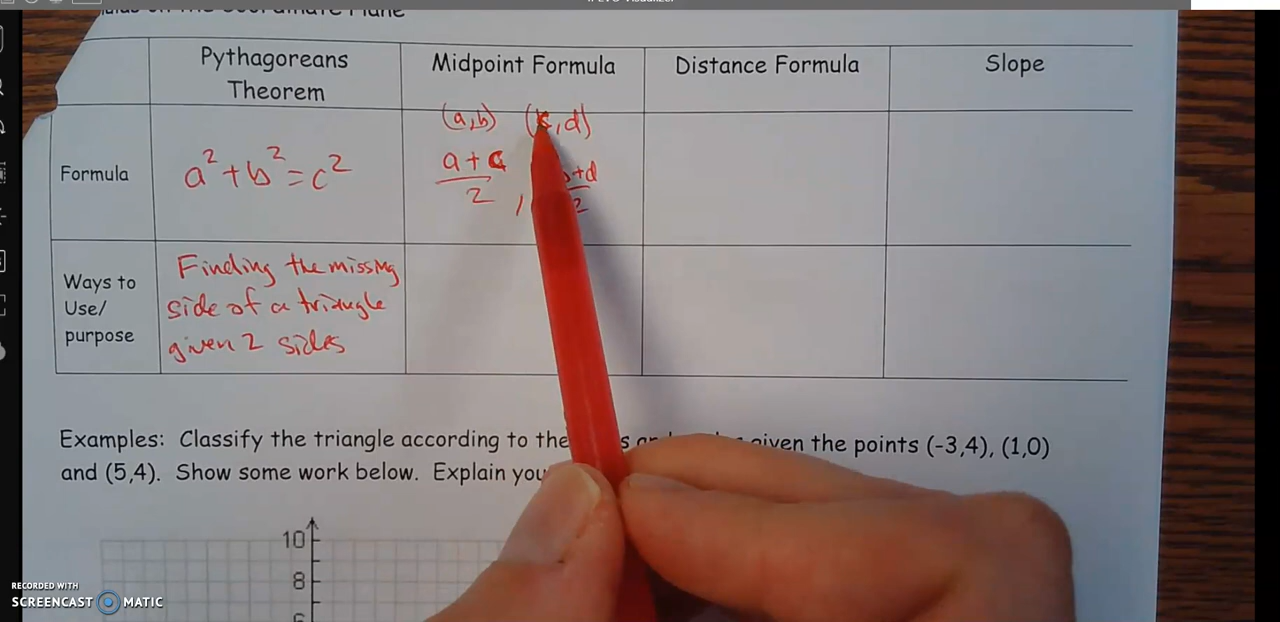 Pythagoreans Theorem
Midpoint Formula
Distance Formula
Slope
Formula
a² + b² = c²
(a,b) (c,d)
a+c
2
,
+d
2
Ways to
Use/
purpose
Finding the missing
side of a triangle
given 2 sides
Examples: Classify the triangle according to the given the points (-3,4), (1,0)
and (5,4). Show some work below. Explain
10
8
6
RECORDED WITH
SCREENCAST MATIC